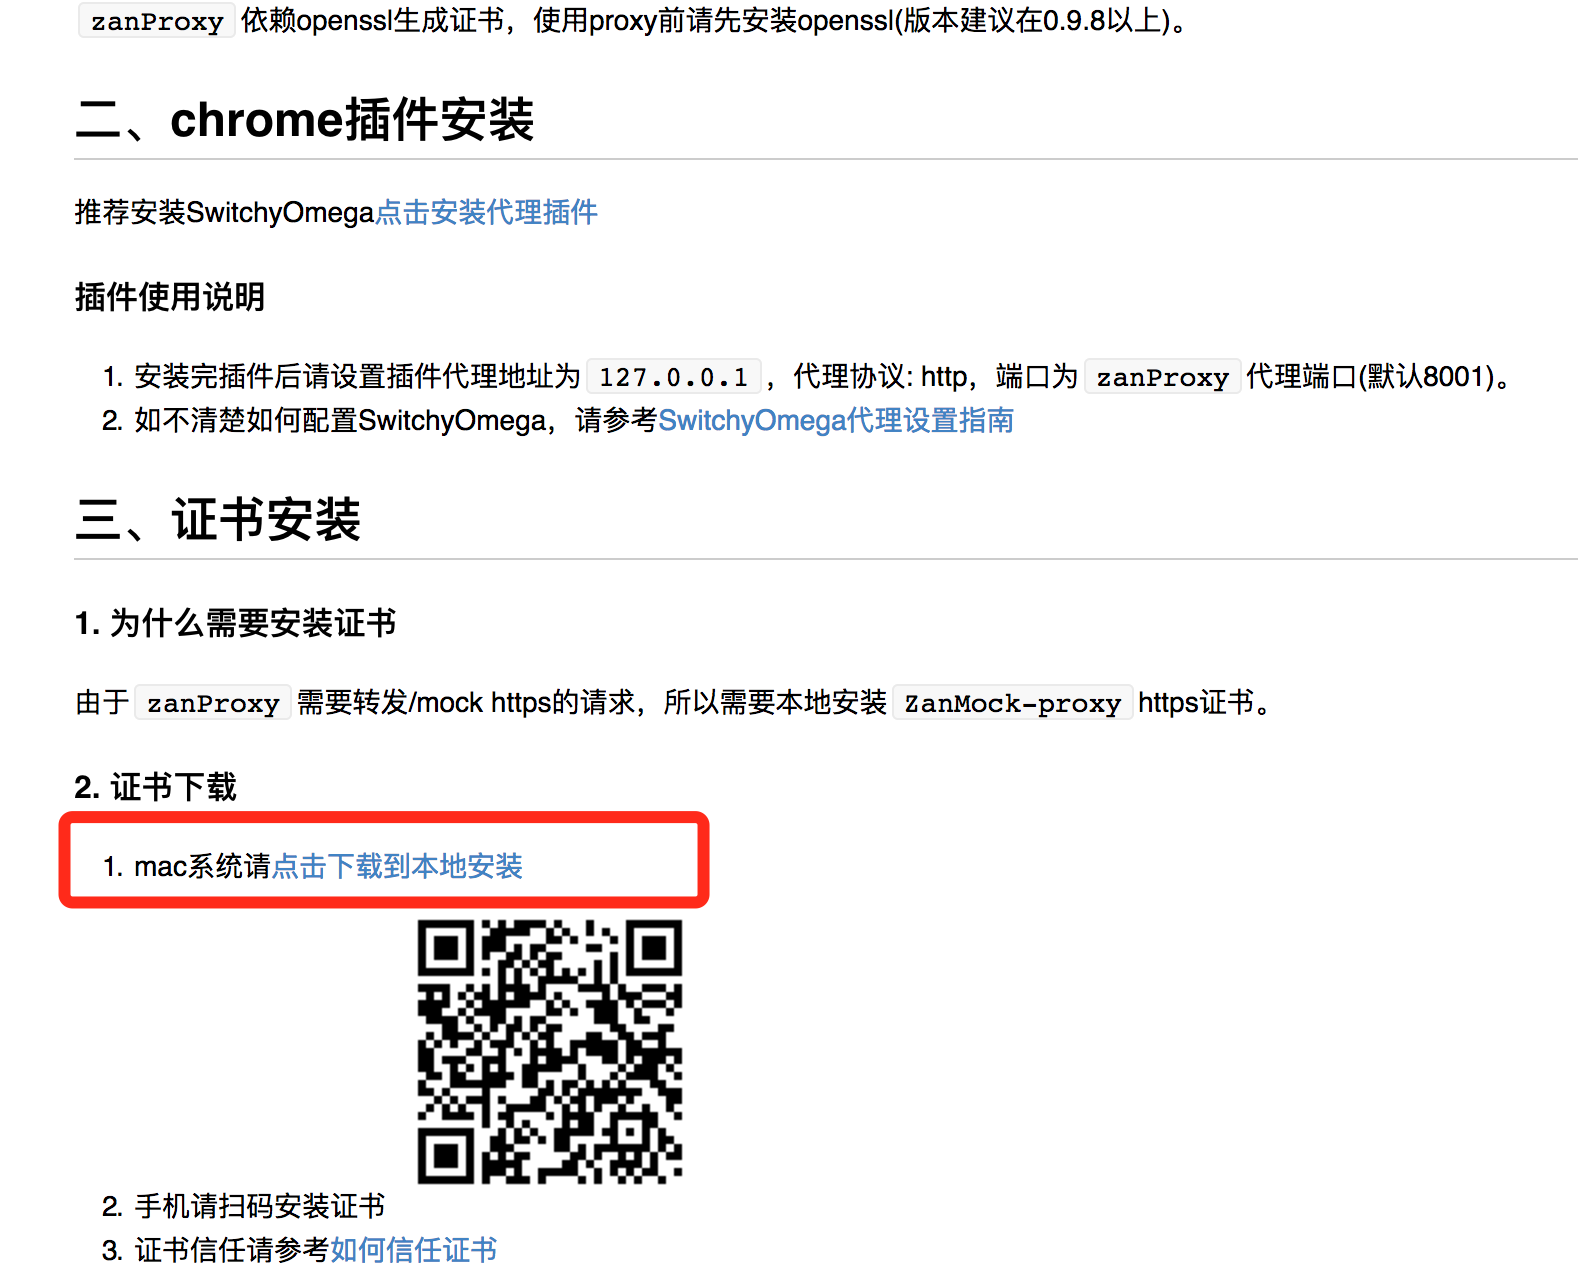 zanProxy 依赖openssl生成证书，使用proxy前请先安装openssl(版本建议在0.9.8以上)。
二、chrome插件安装
推荐安装SwitchyOmega点击安装代理插件
插件使用说明
1. 安装完插件后请设置插件代理地址为 127.0.0.1 ，代理协议: http，端口为 zanProxy 代理端口(默认8001)。
2. 如不清楚如何配置SwitchyOmega，请参考SwitchyOmega代理设置指南
三、证书安装
1. 为什么需要安装证书
由于 zanProxy 需要转发/mock https的请求，所以需要本地安装 ZanMock-proxy https证书。
2. 证书下载
1. mac系统请点击下载到本地安装
2. 手机请扫码安装证书
3. 证书信任请参考如何信任证书